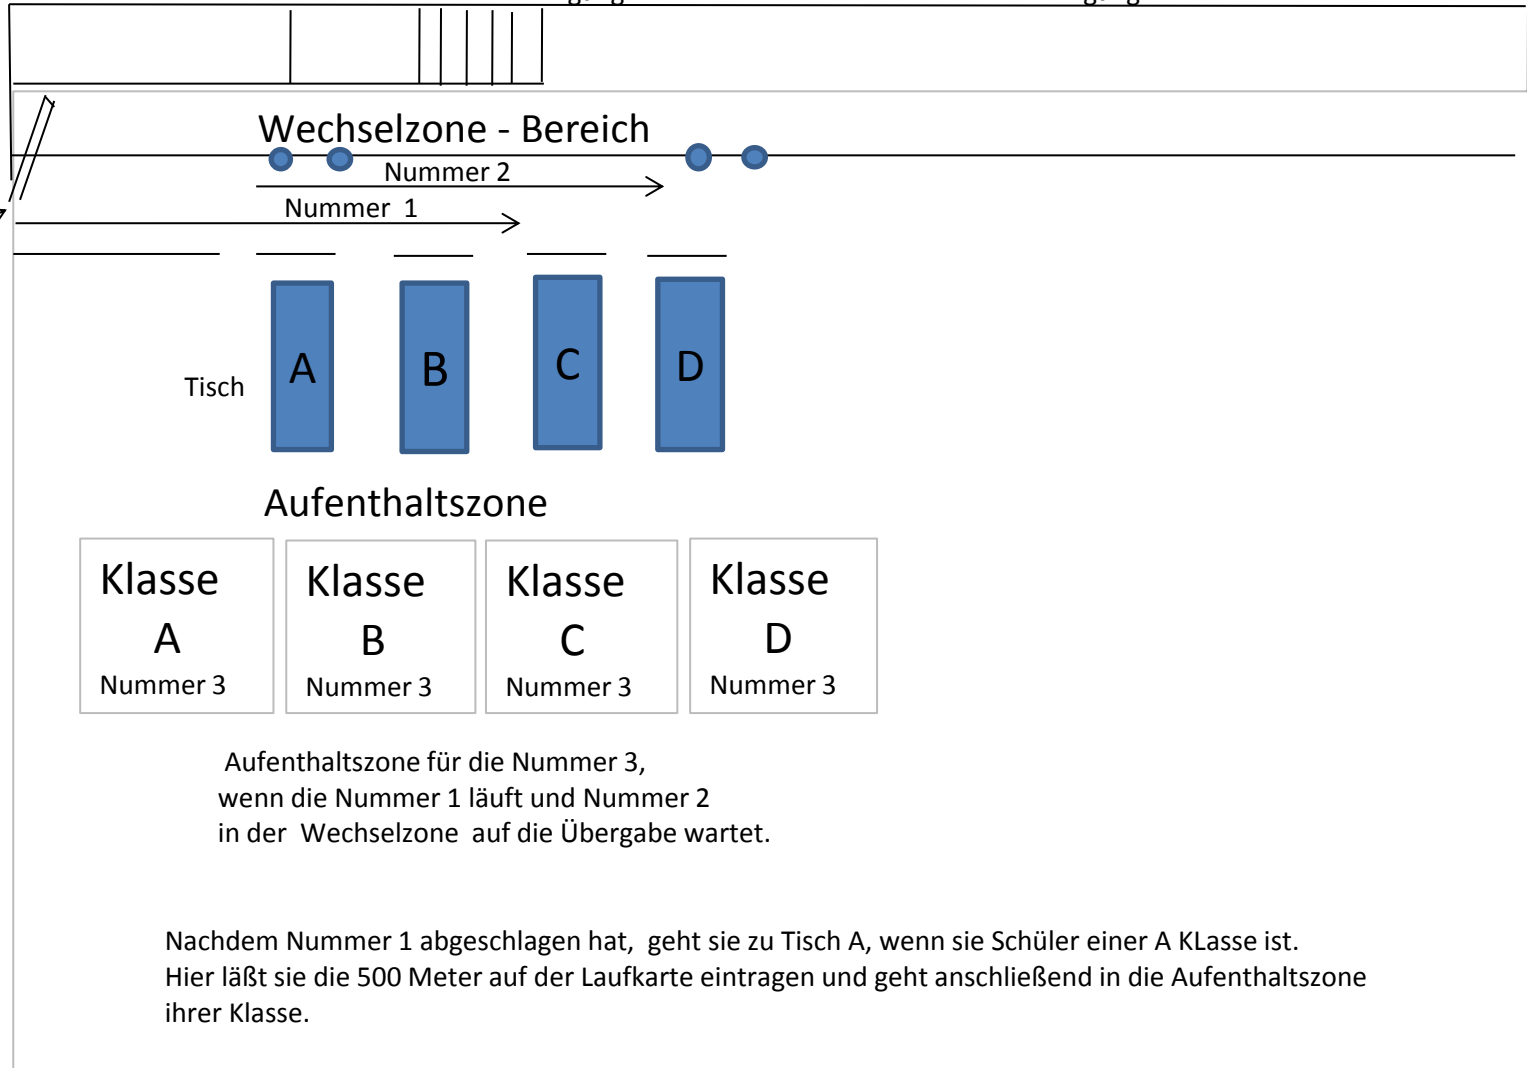 Wechselzone - Bereich
Nummer 2
Nummer 1
A B C D
Tisch
Aufenthaltszone
Klasse Klasse Klasse Klasse
A B C D
Nummer 3 Nummer 3 Nummer 3 Nummer 3
Aufenthaltszone für die Nummer 3,
wenn die Nummer 1 läuft und Nummer 2
in der Wechselzone auf die Übergabe wartet.
Nachdem Nummer 1 abgeschlagen hat, geht sie zu Tisch A, wenn sie Schüler einer A KLasse ist.
Hier läßt sie die 500 Meter auf der Laufkarte eintragen und geht anschließend in die Aufenthaltszone
ihrer Klasse.